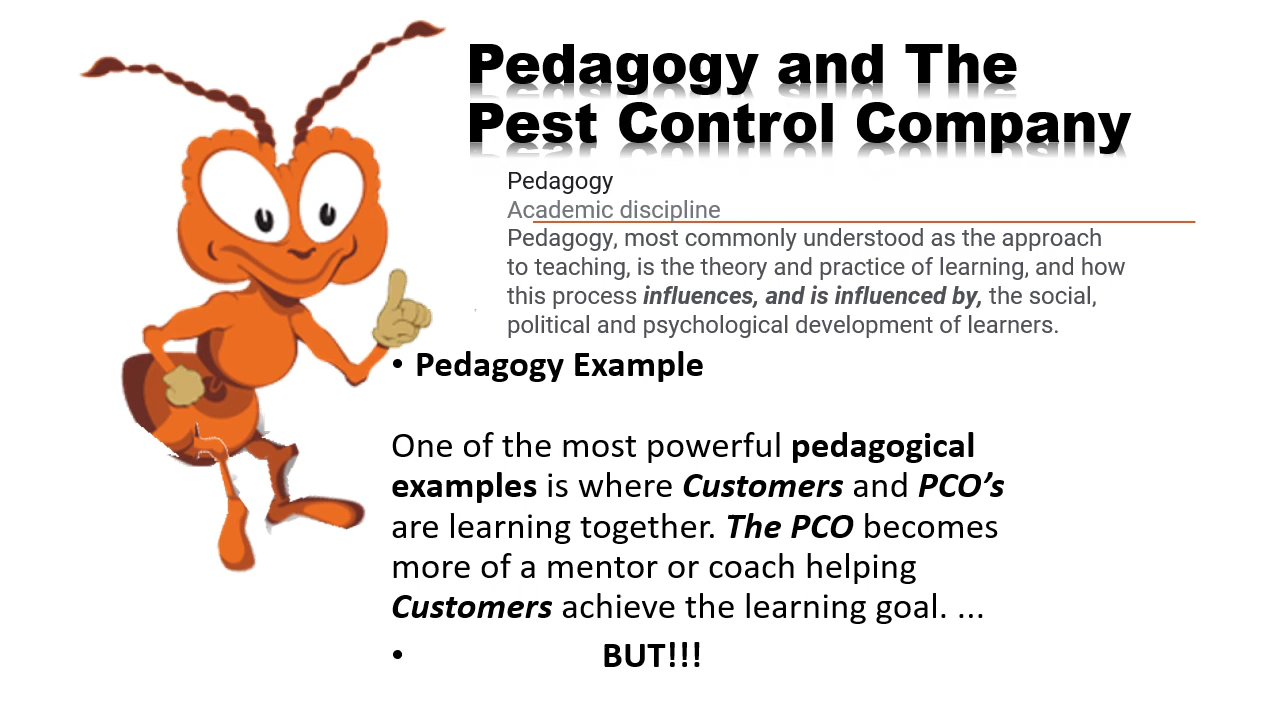 Pedagogy and The
Pest Control Company
Pedagogy
Academic discipline
Pedagogy, most commonly understood as the approach
to teaching, is the theory and practice of learning, and how
this process influences, and is influenced by, the social,
political and psychological development of learners.
• Pedagogy Example
One of the most powerful pedagogical
examples is where Customers and PCO’s
are learning together. The PCO becomes
more of a mentor or coach helping
Customers achieve the learning goal. ...
• BUT!!!